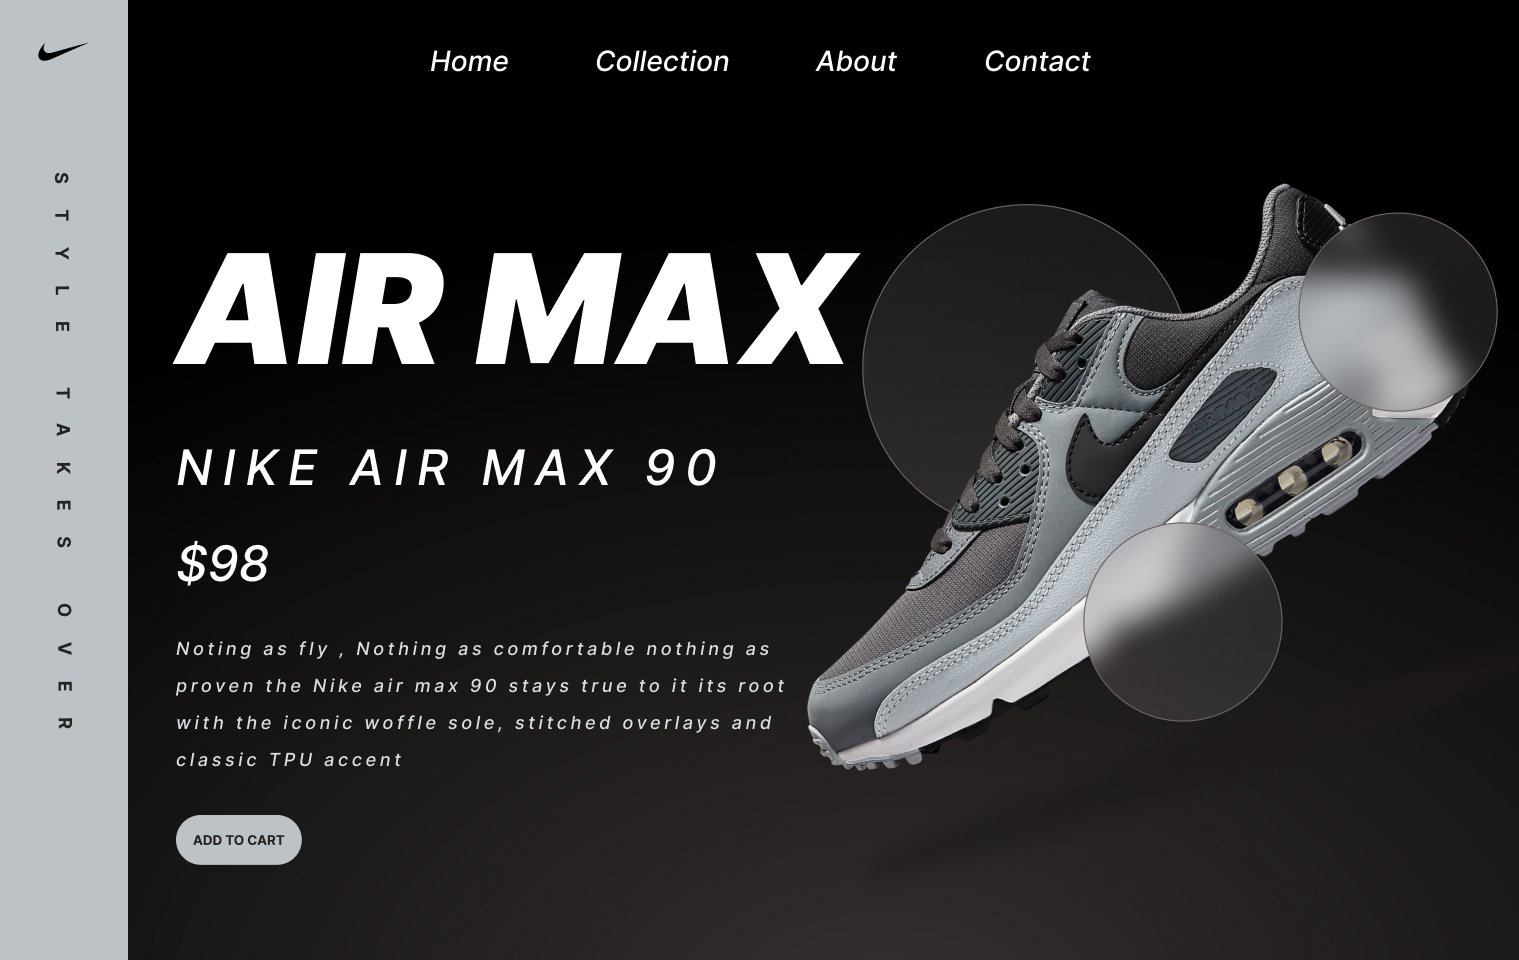 Home Collection About Contact
STYLE TAKES OVER
AIR MAX
NIKE AIR MAX 90
$98
Noting as fly , Nothing as comfortable nothing as
proven the Nike air max 90 stays true to it its root
with the iconic woffle sole, stitched overlays and
classic TPU accent
ADD TO CART
AIR MAX